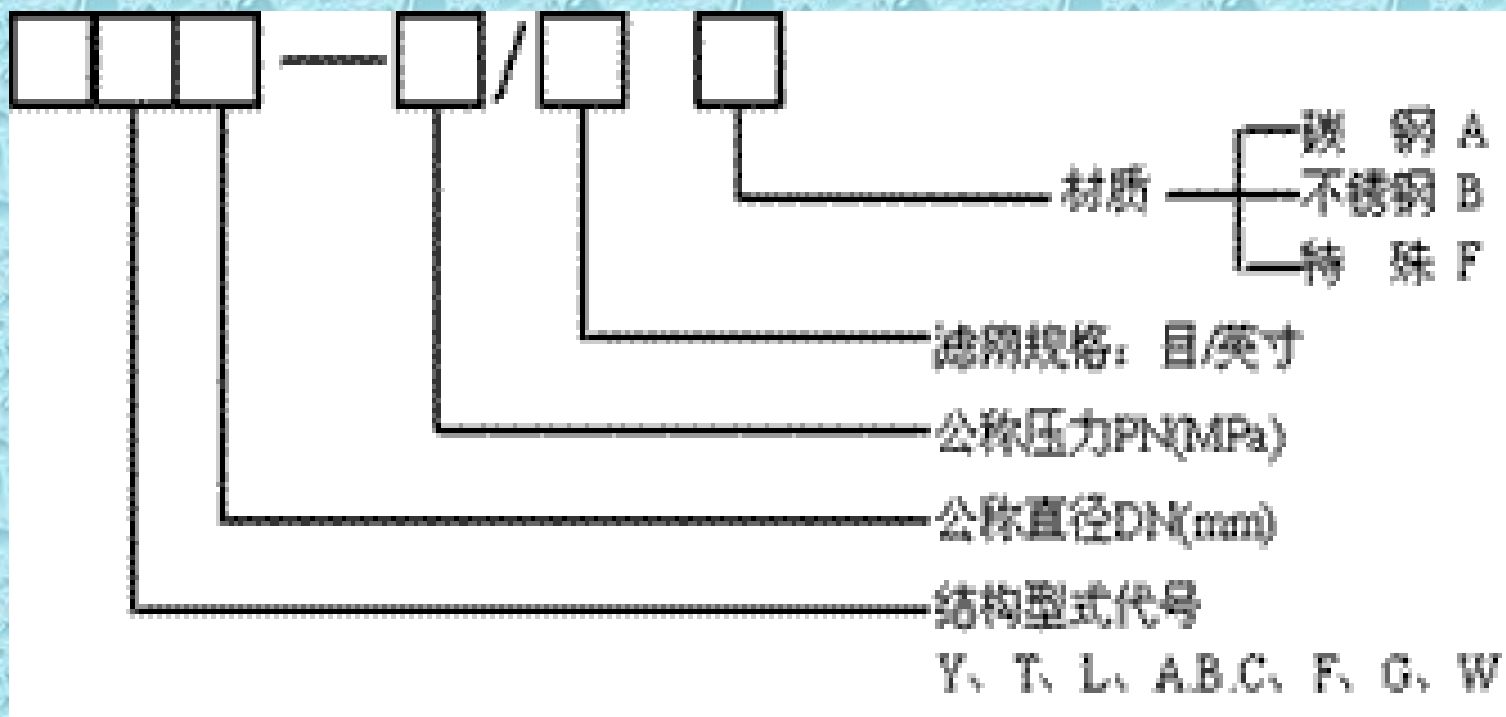 碳 钢 A
材质
不锈钢 B
特 殊 F
滤网规格：目/英寸
公称压力PN(MPa)
公称直径DN(mm)
结构型式代号
Y、T、L、A.B.C、F、G、W